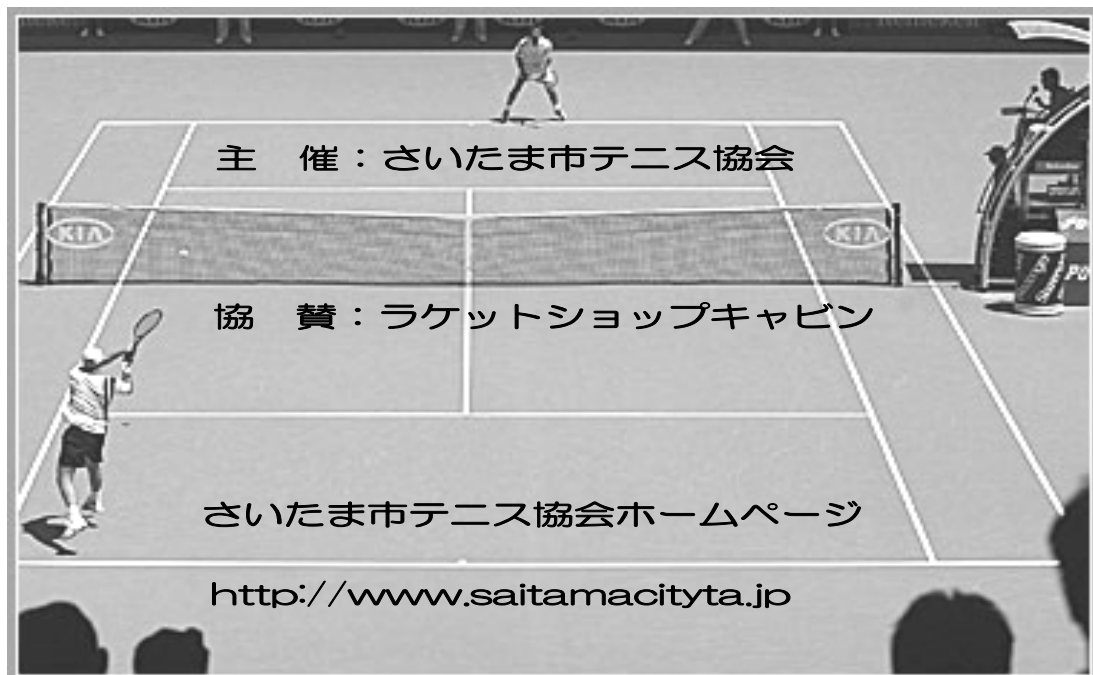 主　催：さいたま市テニス協会
KIA KIA
協　賛：ラケットショップキャビン
さいたま市テニス協会ホームページ
http://www.saitamacityta.jp